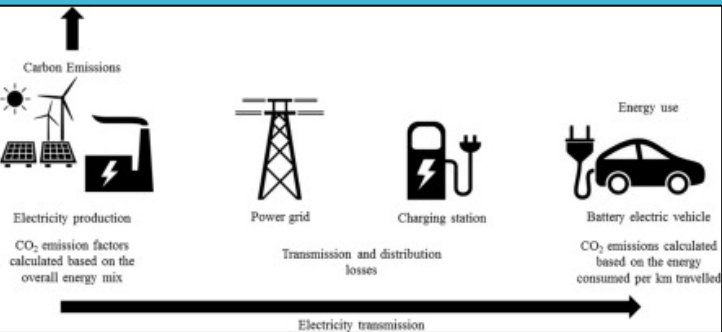 Carbon Emissions
Energy use
Electricity production
Power grid
Charging station
Battery electric vehicle
CO₂ emission factors
calculated based on the
overall energy mix
Transmission and distribution
losses
CO₂ emissions calculated
based on the energy
consumed per km travelled
Electricity transmission